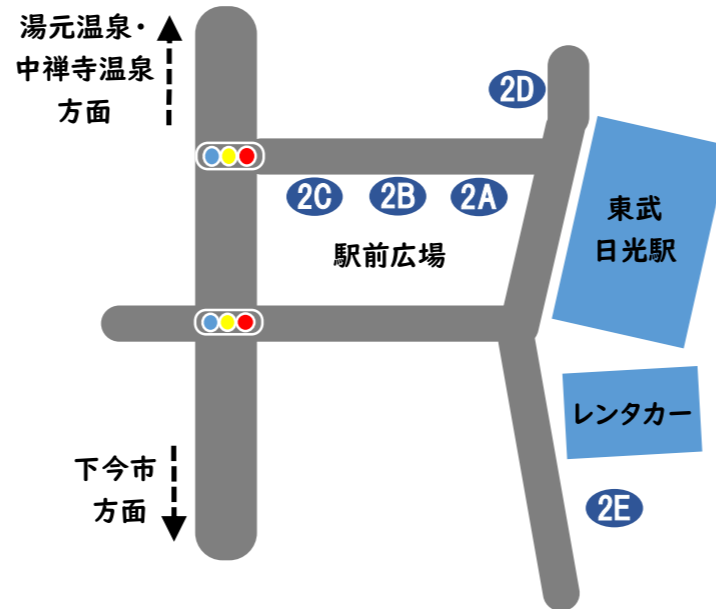 湯元温泉・
中禅寺温泉
方面
2D
2C
2B
2A
東武
日光駅
駅前広場
レンタカー
下今市
方面
2E